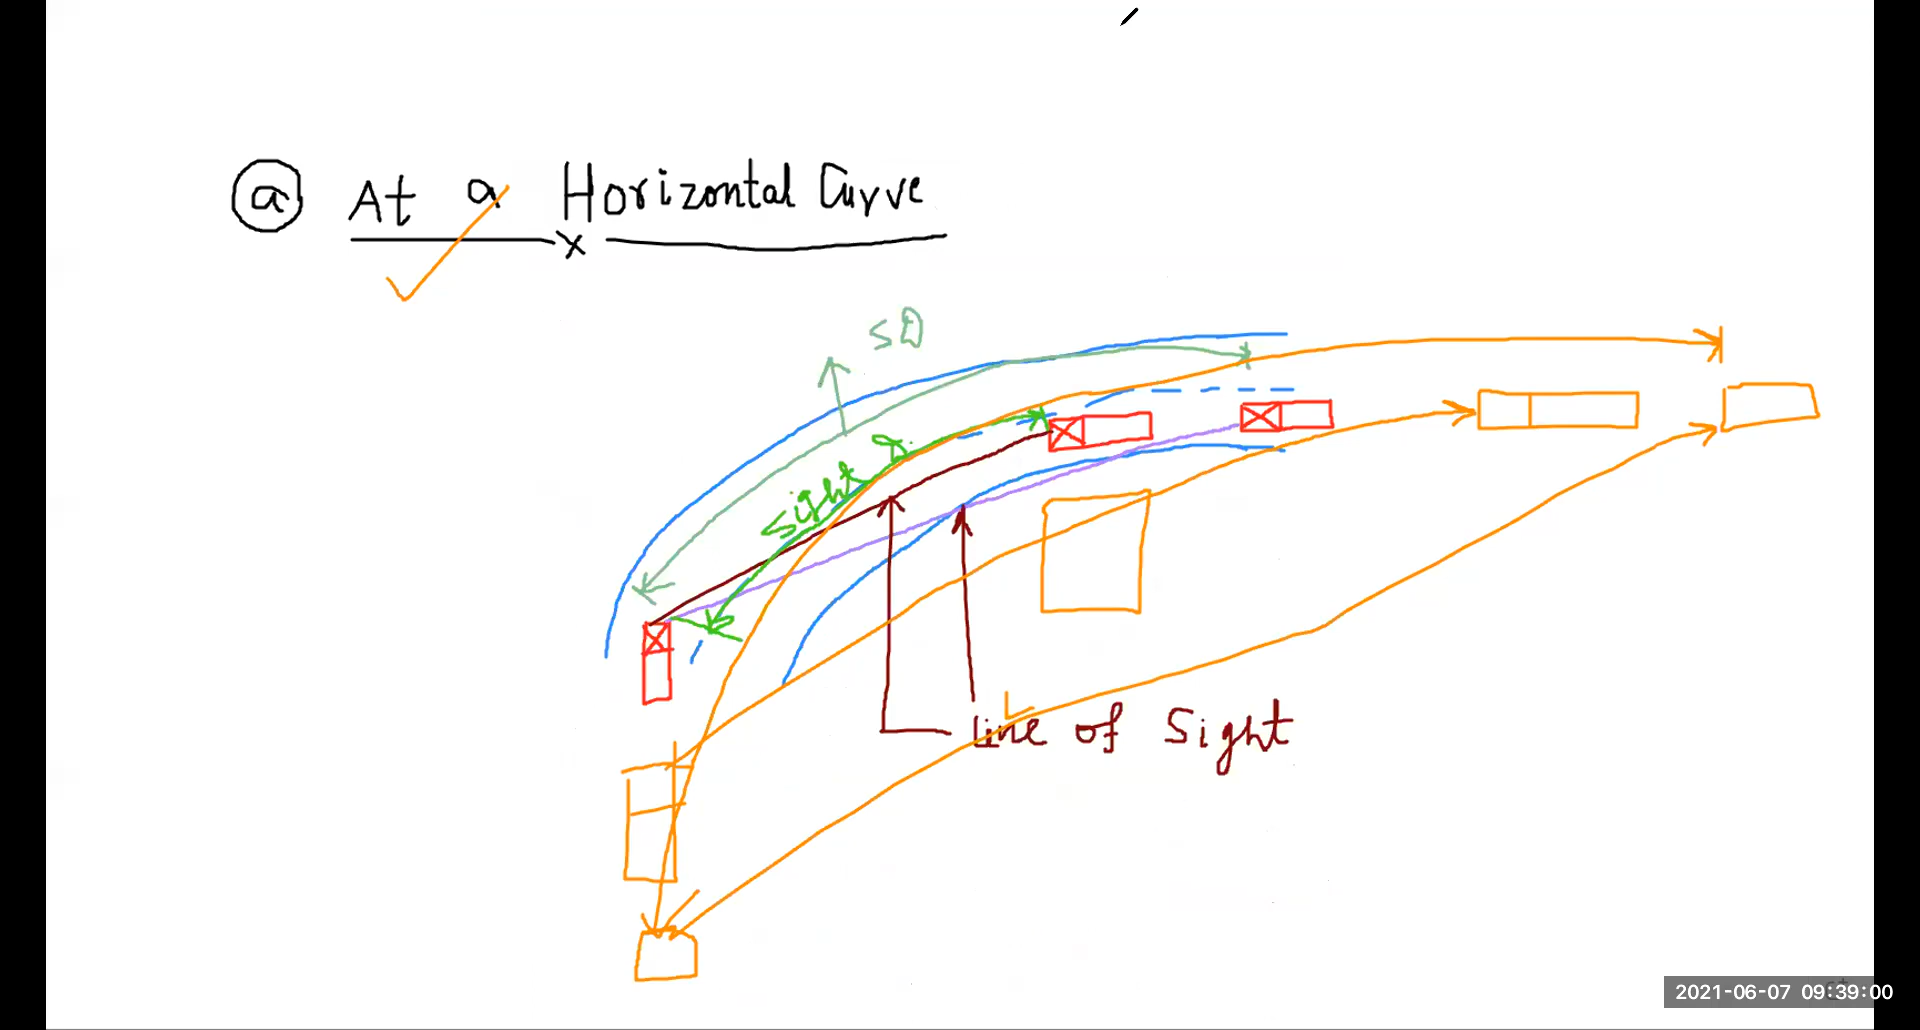 a At a Horizontal Curve
SD
Sight D.
Line of Sight
2021-06-07 09:39:00